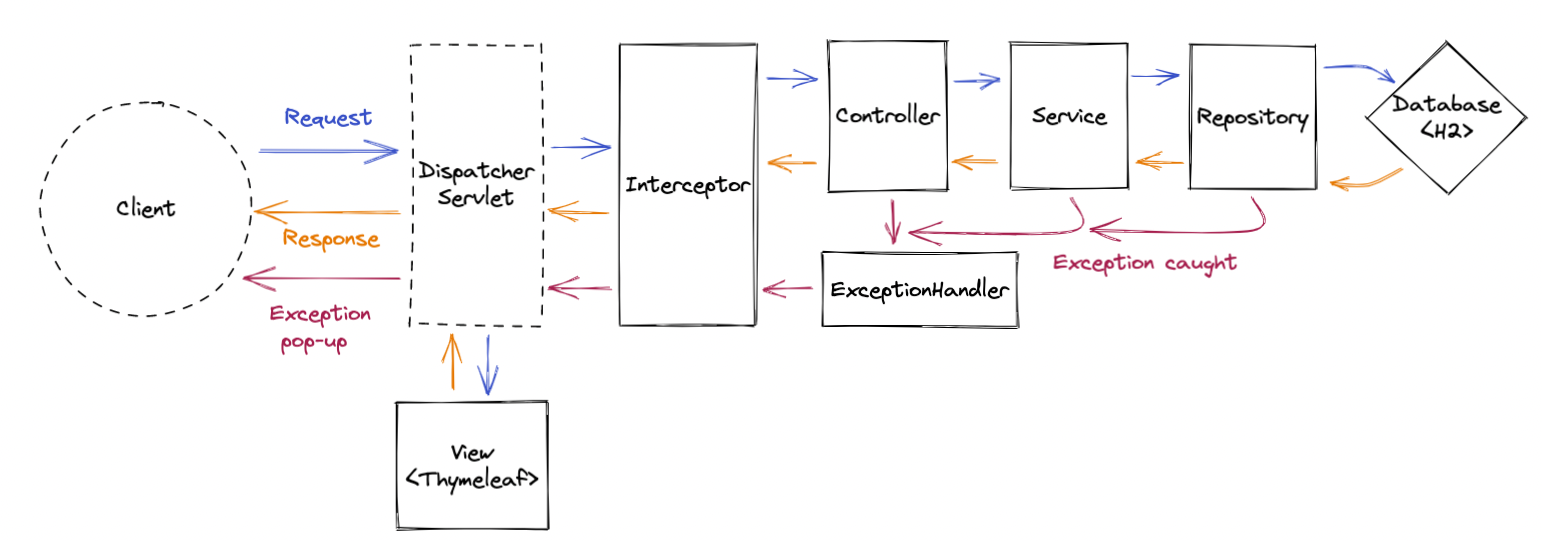 Request
Client
Response
Exception
pop-up
Dispatcher
Servlet
View
<Thymeleaf>
Interceptor
Controller
Service
Repository
Database
<H2>
Exception caught
ExceptionHandler